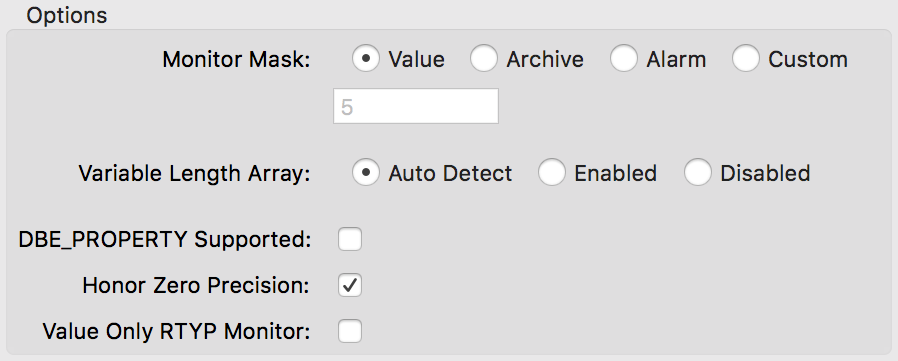 Options
Monitor Mask: Value Archive Alarm Custom
5
Variable Length Array: Auto Detect Enabled Disabled
DBE_PROPERTY Supported:
Honor Zero Precision:
Value Only RTYP Monitor: